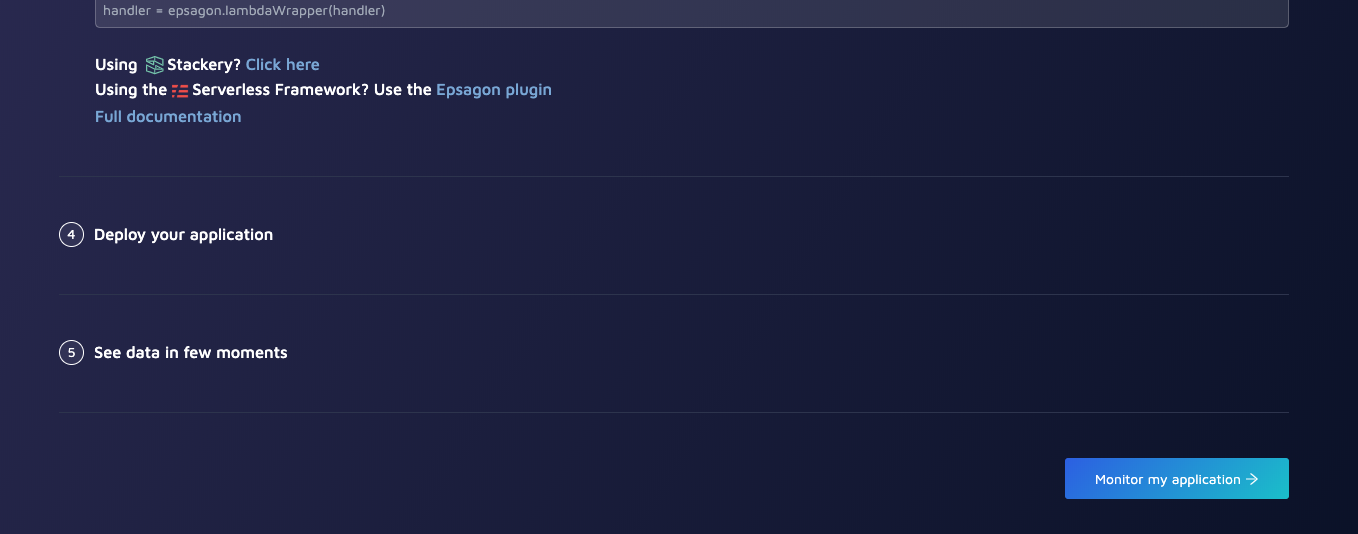 handler = epsagon.lambdaWrapper(handler)
Using Stackery? Click here
Using the Serverless Framework? Use the Epsagon plugin
Full documentation
4 Deploy your application
5 See data in few moments
Monitor my application